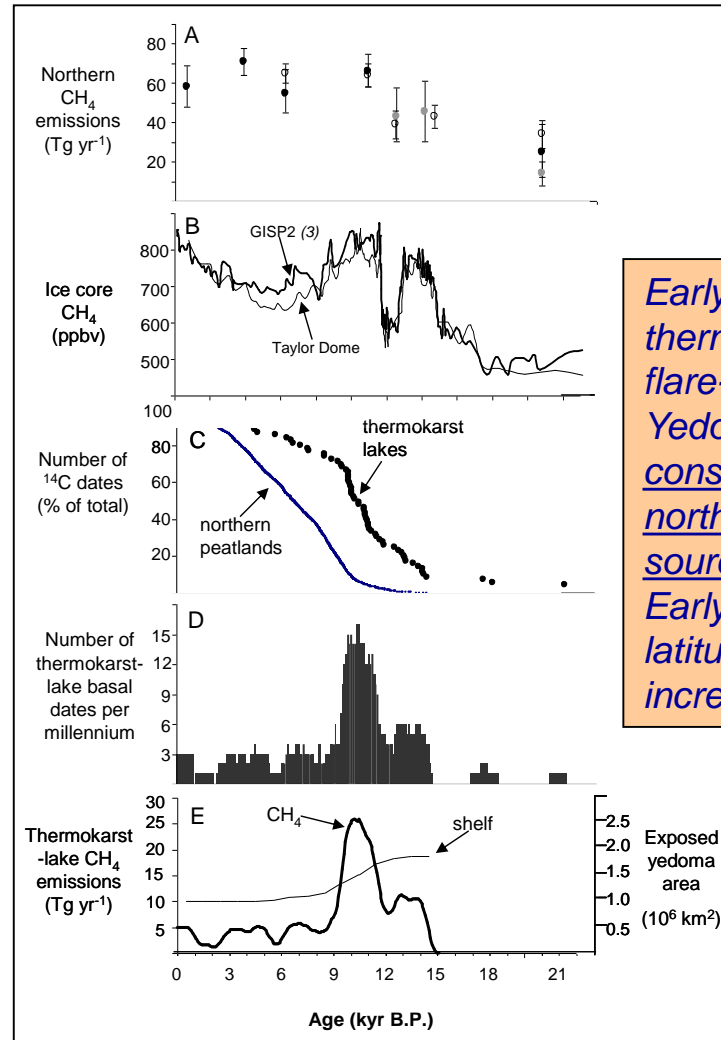 A
Northern
CH4
emissions
(Tg yr-1)
80
60
40
20
B
GISP2 (3)
Taylor Dome
Ice core
CH4
(ppbv)
800
700
600
500
C
thermokarst
lakes
northern
peatlands
Number of
14C dates
(% of total)
100
80
60
40
20
D
Number of
thermokarst-
lake basal
dates per
millennium
15
12
9
6
3
E
CH4
shelf
Thermokarst
-lake CH4
emissions
(Tg yr-1)
30
25
20
15
10
5
2.5
2.0
1.5
1.0
0.5
Exposed
yedoma
area
(10^6 km2)
0 3 6 9 12 15 18 21
Age (kyr B.P.)
Early
therm
flare-
Yedo
cons
north
sourc
Early
latitu
incre